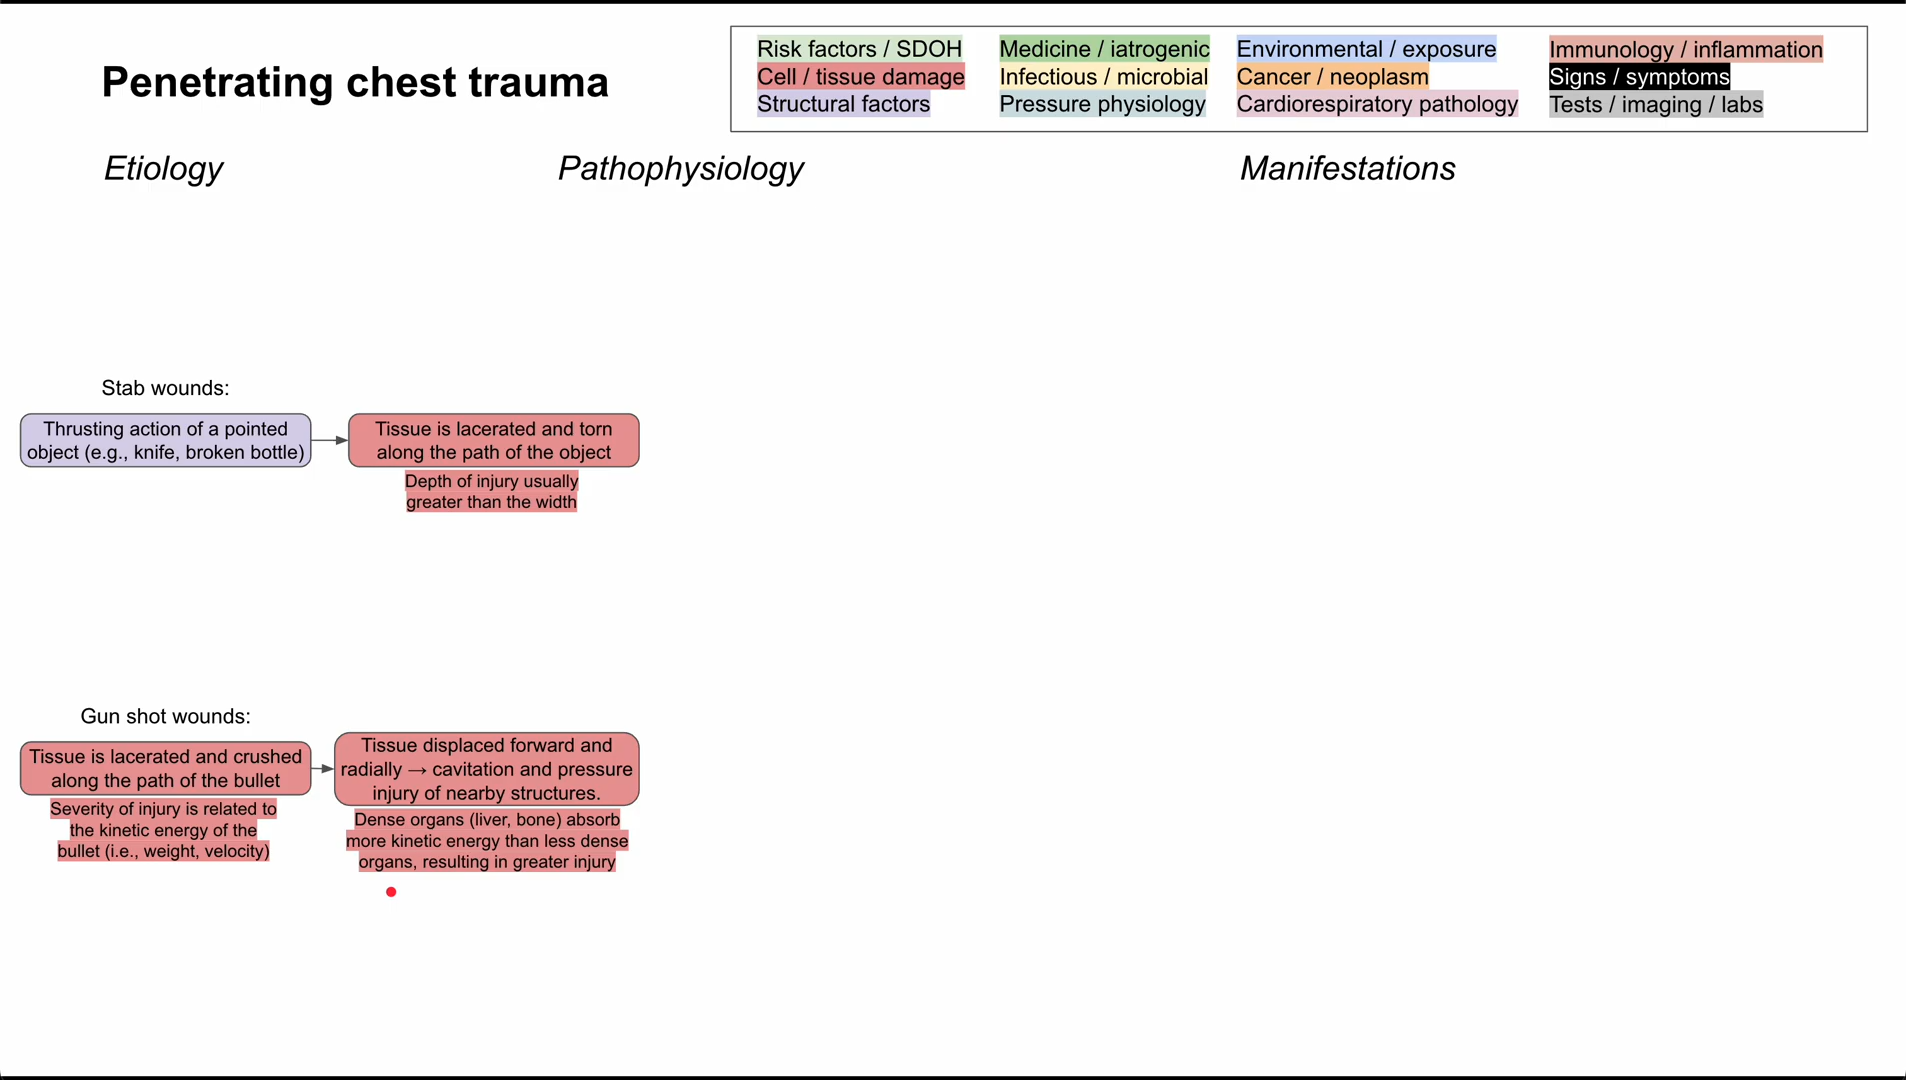 Penetrating chest trauma
Risk factors / SDOH
Cell / tissue damage
Structural factors
Medicine / iatrogenic
Infectious / microbial
Pressure physiology
Environmental / exposure
Cancer / neoplasm
Cardiorespiratory pathology
Immunology / inflammation
Signs / symptoms
Tests / imaging / labs
Etiology
Pathophysiology
Manifestations
Stab wounds:
Thrusting action of a pointed
object (e.g., knife, broken bottle)
Tissue is lacerated and torn
along the path of the object
Depth of injury usually
greater than the width
Gun shot wounds:
Tissue is lacerated and crushed
along the path of the bullet
Severity of injury is related to
the kinetic energy of the
bullet (i.e., weight, velocity)
Tissue displaced forward and
radially → cavitation and pressure
injury of nearby structures.
Dense organs (liver, bone) absorb
more kinetic energy than less dense
organs, resulting in greater injury